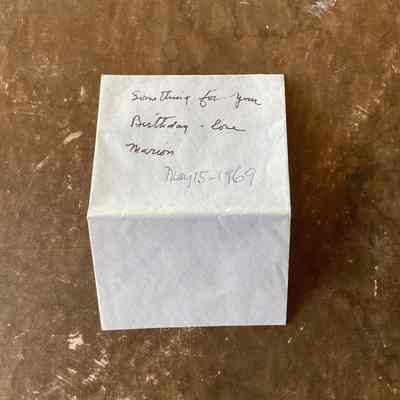 Something for your
Birthday - Love
Marion
May 15-1969